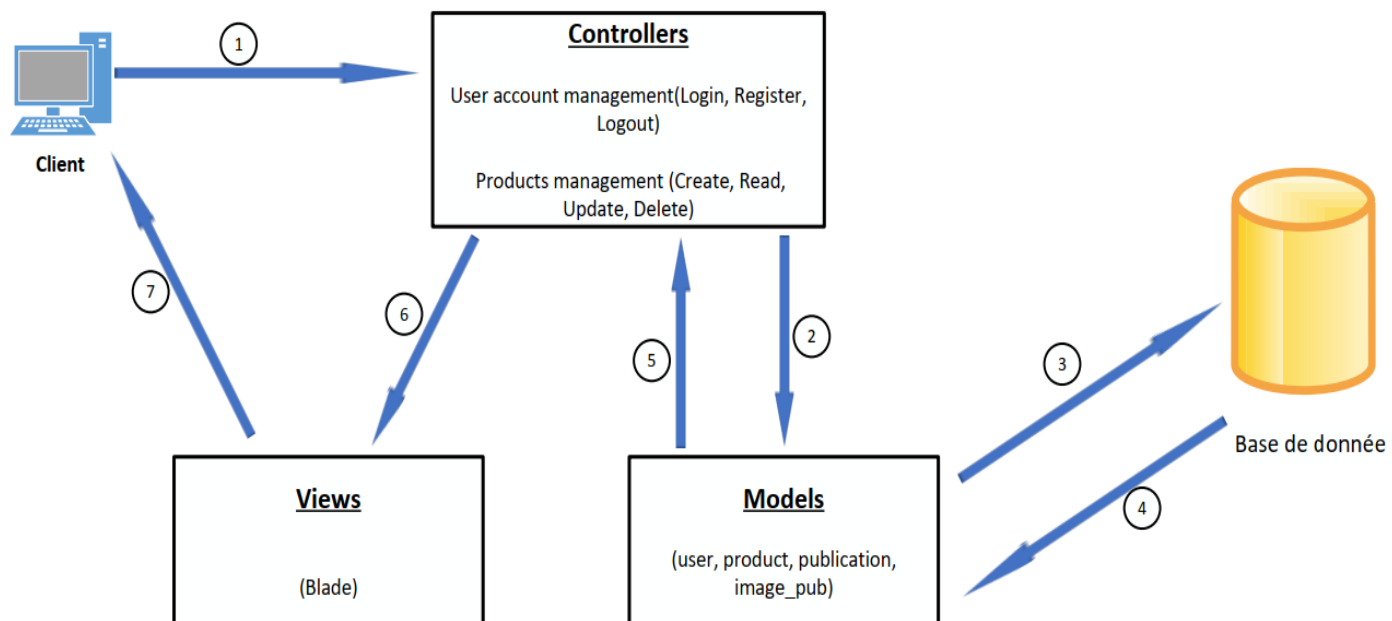 1
Controllers
User account management(Login, Register,
Logout)
Products management (Create, Read,
Update, Delete)
Client
7
6
5
2
3
4
Base de donnée
Views
(Blade)
Models
(user, product, publication,
image_pub)